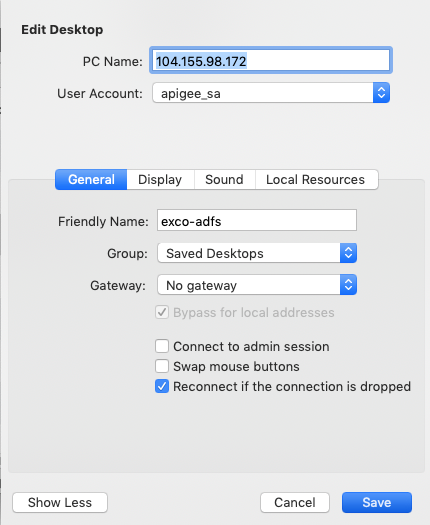 Edit Desktop
PC Name: 104.155.98.172
User Account: apigee_sa
General Display Sound Local Resources
Friendly Name: exco-adfs
Group: Saved Desktops
Gateway: No gateway
Bypass for local addresses
Connect to admin session
Swap mouse buttons
Reconnect if the connection is dropped
Show Less Cancel Save